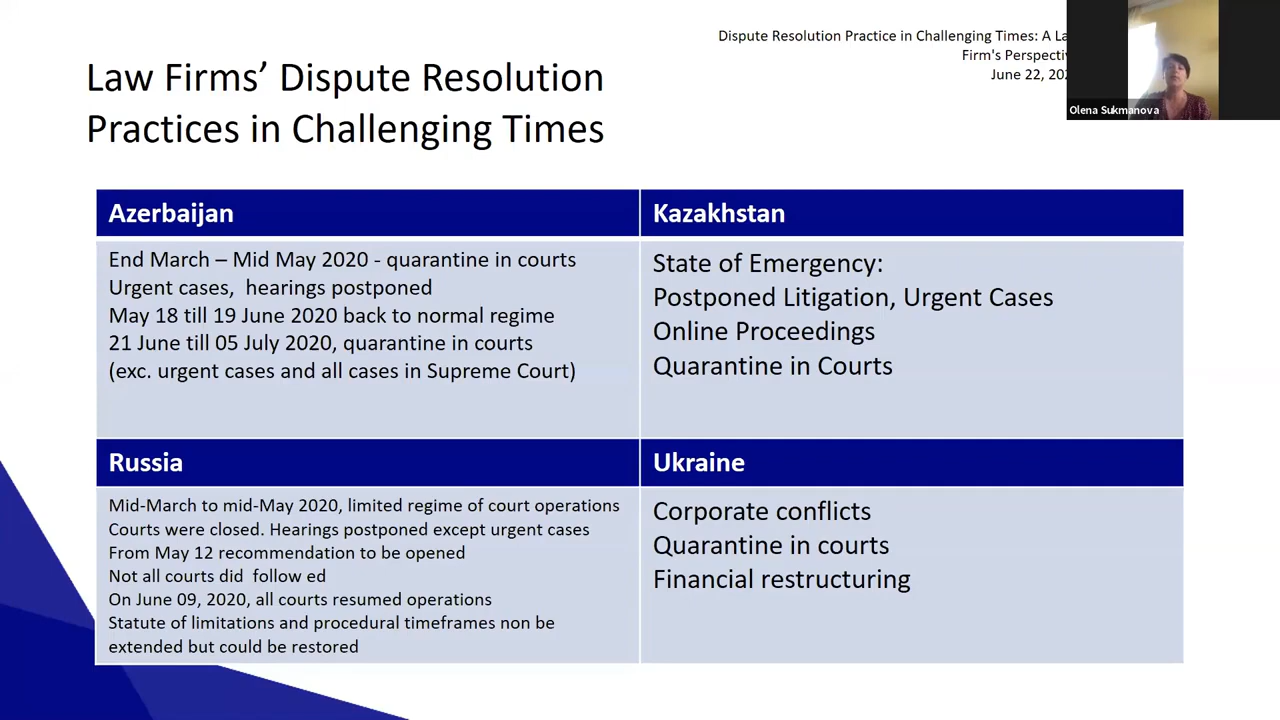 Dispute Resolution Practice in Challenging Times: A
Firm's
June 22,
Olena Sukmanova
Law Firms' Dispute Resolution
Practices in Challenging Times
Azerbaijan
End March – Mid May 2020 - quarantine in courts
Urgent cases, hearings postponed
May 18 till 19 June 2020 back to normal regime
21 June till 05 July 2020, quarantine in courts
(exc. urgent cases and all cases in Supreme Court)
Kazakhstan
State of Emergency:
Postponed Litigation, Urgent Cases
Online Proceedings
Quarantine in Courts
Russia
Mid-March to mid-May 2020, limited regime of court operations
Courts were closed. Hearings postponed except urgent cases
From May 12 recommendation to be opened
Not all courts did follow ed
On June 09, 2020, all courts resumed operations
Statute of limitations and procedural timeframes non be
extended but could be restored
Ukraine
Corporate conflicts
Quarantine in courts
Financial restructuring